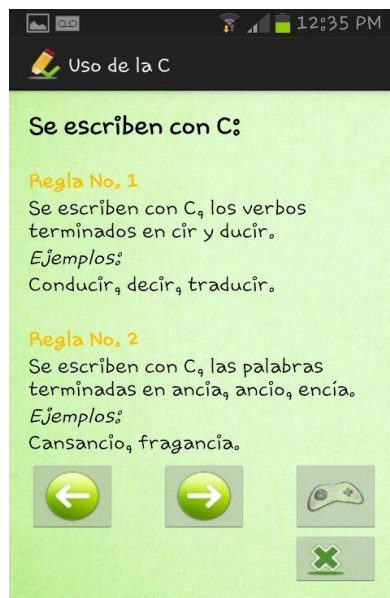 12:35 PM
Uso de la C
Se escriben con C:
Regla No. 1
Se escriben con C, los verbos
terminados en cir y ducir.
Ejemplos:
Conducir, decir, traducir.
Regla No. 2
Se escriben con C, las palabras
terminadas en ancia, ancio, encía.
Ejemplos:
Cansancio, fragancia.